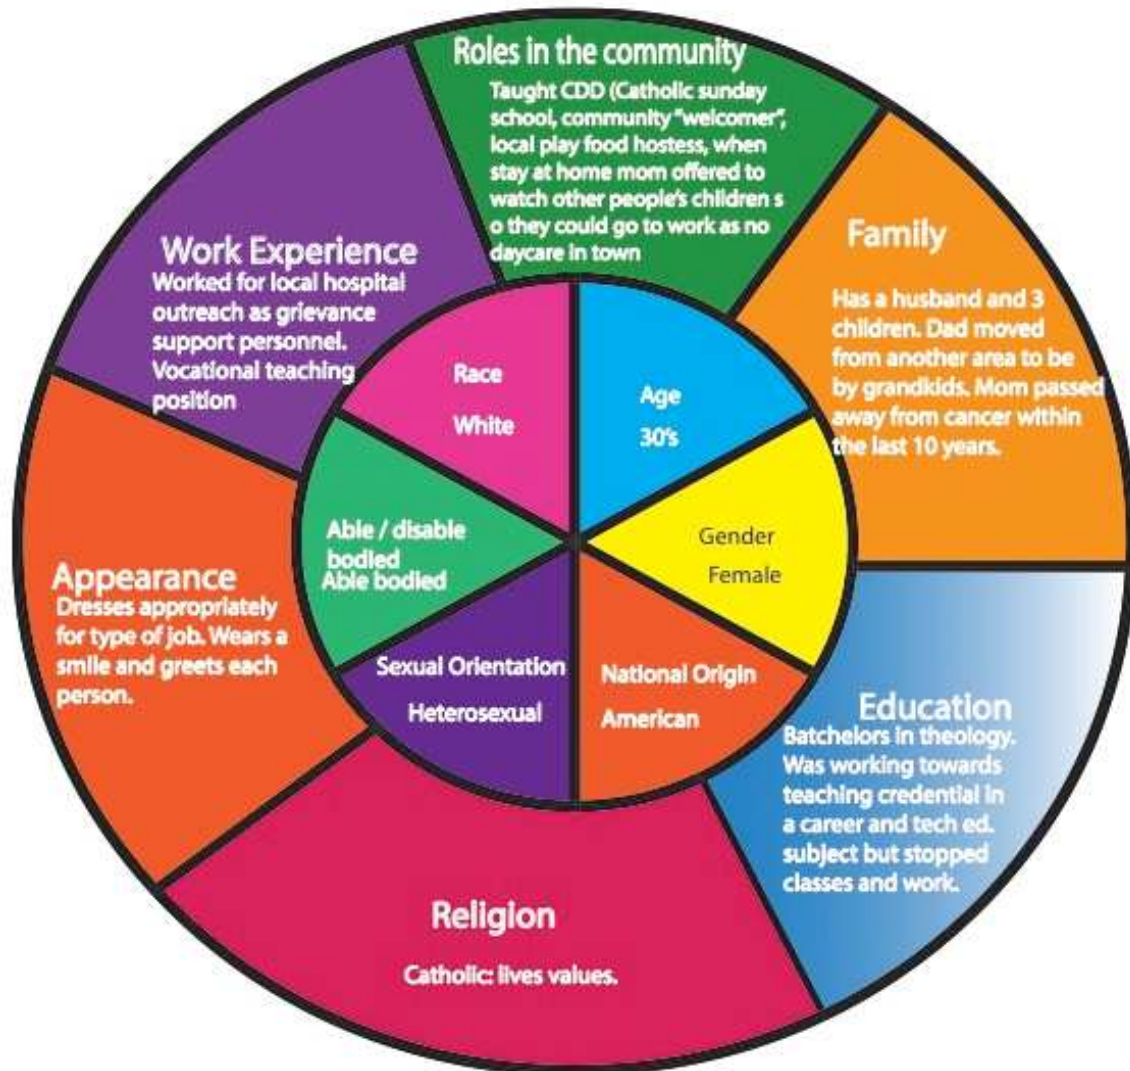 Roles in the community
Taught CDD (Catholic sunday
school, community "welcomer",
local play food hostess, when
stay at home mom offered to
watch other people's children s
o they could go to work as no
daycare in town
Family
Has a husband and 3
children. Dad moved
from another area to be
by grandkids. Mom passed
away from cancer within
the last 10 years.
Education
Batchelors in theology.
Was working towards
teaching credential in
a career and tech ed.
subject but stopped
classes and work.
Religion
Catholic: lives values.
Appearance
Dresses appropriately
for type of job. Wears a
smile and greets each
person.
Work Experience
Worked for local hospital
outreach as grievance
support personnel.
Vocational teaching
position
Race
White
Age
30's
Gender
Female
National Origin
American
Sexual Orientation
Heterosexual
Able / disable
bodied
Able bodied